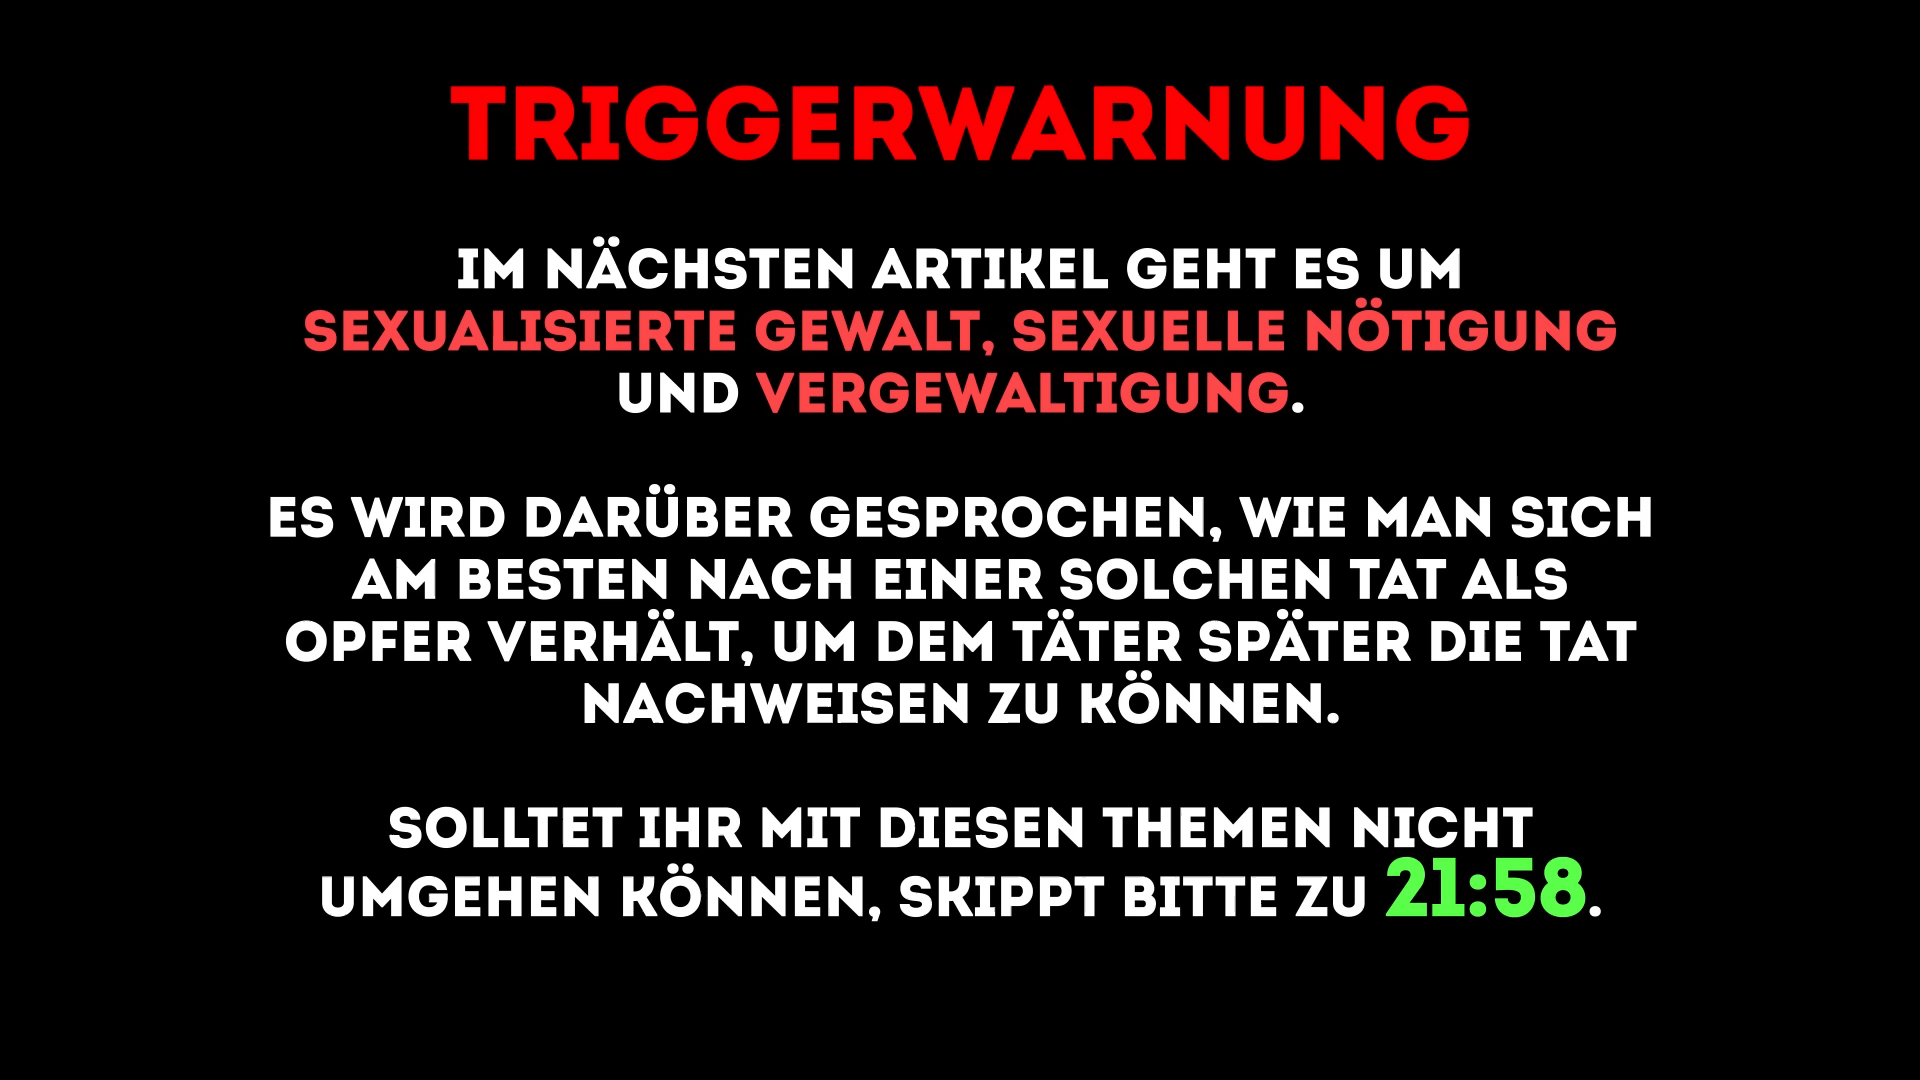 TRIGGERWARNUNG
IM NÄCHSTEN ARTIKEL GEHT ES UM
SEXUALISIERTE GEWALT, SEXUELLE NÖTIGUNG
UND VERGEWALTIGUNG.
ES WIRD DARÜBER GESPROCHEN, WIE MAN SICH
AM BESTEN NACH EINER SOLCHEN TAT ALS
OPFER VERHÄLT, UM DEM TÄTER SPÄTER DIE TAT
NACHWEISEN ZU KÖNNEN.
SOLLTET IHR MIT DIESEN THEMEN NICHT
UMGEHEN KÖNNEN, SKIPPT BITTE ZU 21:58.